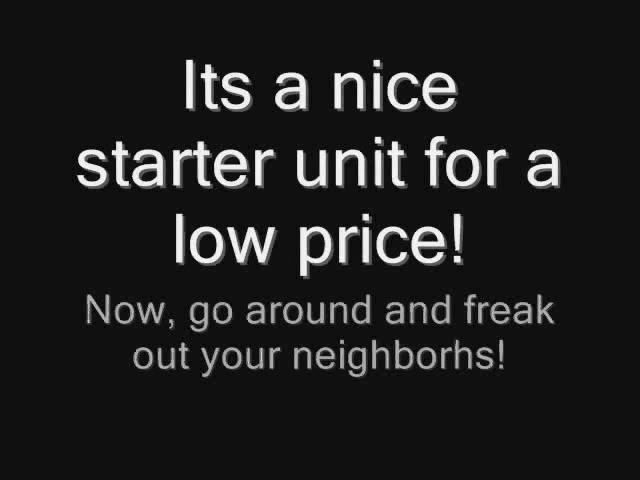 Its a nice
starter unit for a
low price!
Now, go around and freak
out your neighborhs!